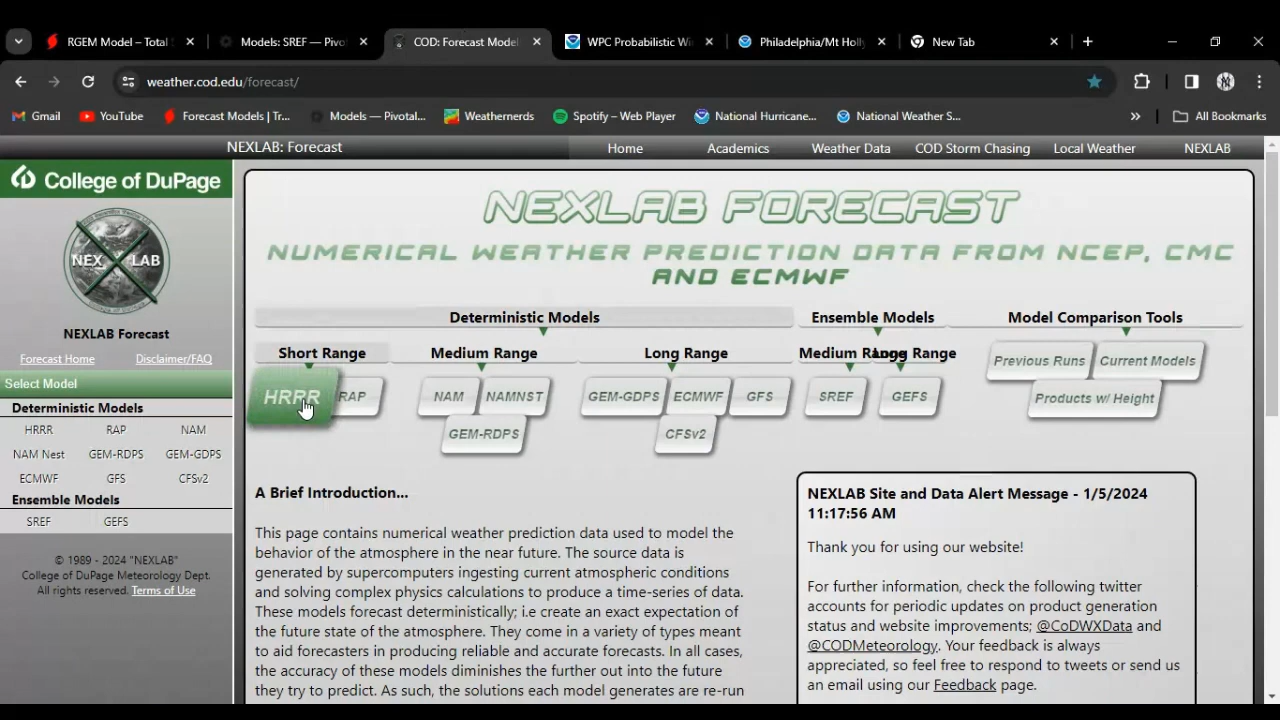 RGEM Model – Total
Models: SREF — Pivo
COD: Forecast Model
WPC Probabilistic Wi
Philadelphia/Mt Holly
New Tab
weather.cod.edu/forecast/
Gmail
YouTube
Forecast Models | Tr...
Models — Pivotal...
Weathernerds
Spotify – Web Player
National Hurricane...
National Weather S...
»
All Bookmarks
NEXLAB: Forecast
Home
Academics
Weather Data
COD Storm Chasing
Local Weather
NEXLAB
College of DuPage
NEX LAB
NEXLAB Forecast
Forecast Home
Disclaimer/FAQ
Select Model
Deterministic Models
HRRR RAP NAM
NAM Nest GEM-RDPS GEM-GDPS
ECMWF GFS CFSv2
Ensemble Models
SREF GEFS
© 1989 - 2024 "NEXLAB"
College of DuPage Meteorology Dept.
All rights reserved. Terms of Use
NEXLAB FORECAST
NUMERICAL WEATHER PREDICTION DATA FROM NCEP, CMC
AND ECMWF
Deterministic Models
Ensemble Models
Model Comparison Tools
Short Range
Medium Range
Long Range
Medium Range
Long Range
Previous Runs
Current Models
HRRR
RAP
NAM
NAMNST
GEM-GDPS
ECMWF
GFS
SREF
GEFS
Products w/ Height
GEM-RDPS
CFSv2
A Brief Introduction...
This page contains numerical weather prediction data used to model the
behavior of the atmosphere in the near future. The source data is
generated by supercomputers ingesting current atmospheric conditions
and solving complex physics calculations to produce a time-series of data.
These models forecast deterministically; i.e create an exact expectation of
the future state of the atmosphere. They come in a variety of types meant
to aid forecasters in producing reliable and accurate forecasts. In all cases,
the accuracy of these models diminishes the further out into the future
they try to predict. As such, the solutions each model generates are re-run
NEXLAB Site and Data Alert Message - 1/5/2024
11:17:56 AM
Thank you for using our website!
For further information, check the following twitter
accounts for periodic updates on product generation
status and website improvements; @CoDWXData and
@CODMeteorology. Your feedback is always
appreciated, so feel free to respond to tweets or send us
an email using our Feedback page.